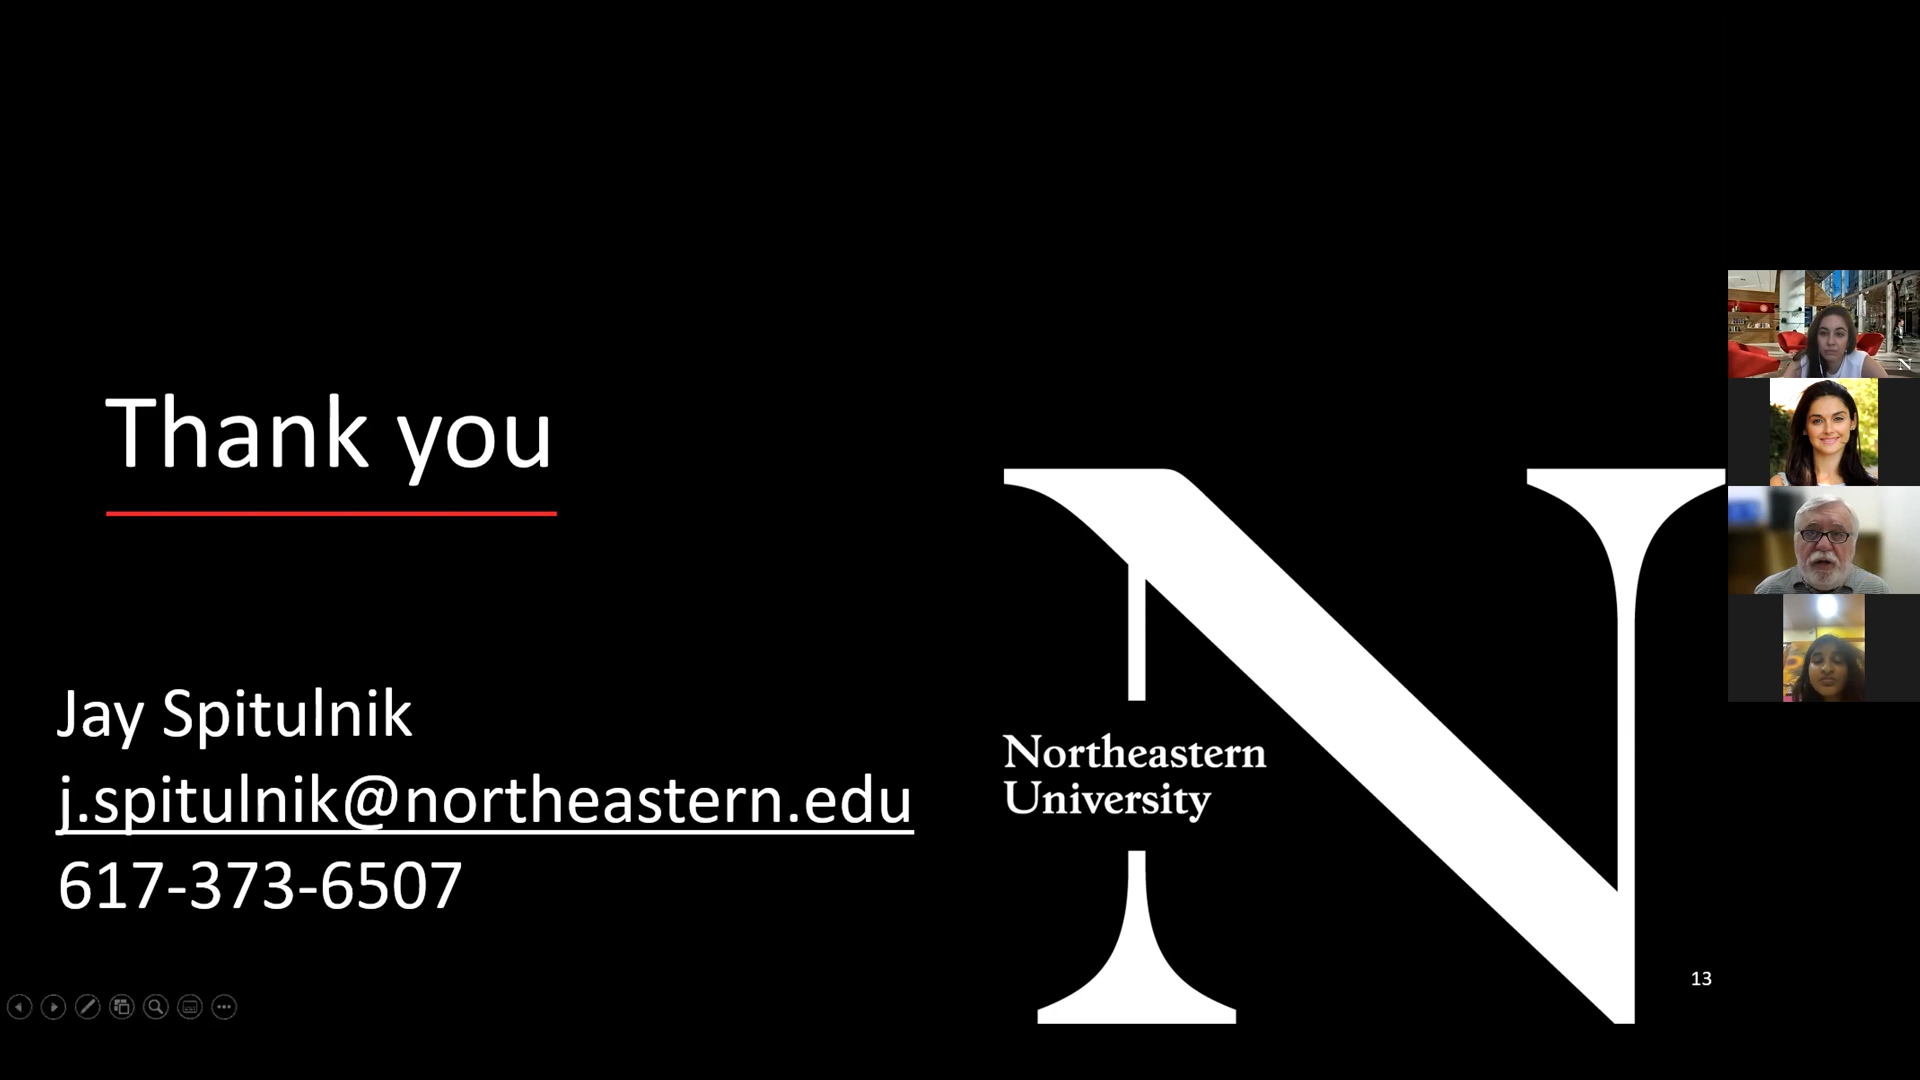 Thank you
Jay Spitulnik
j.spitulnik@northeastern.edu
617-373-6507
Northeastern
University
13